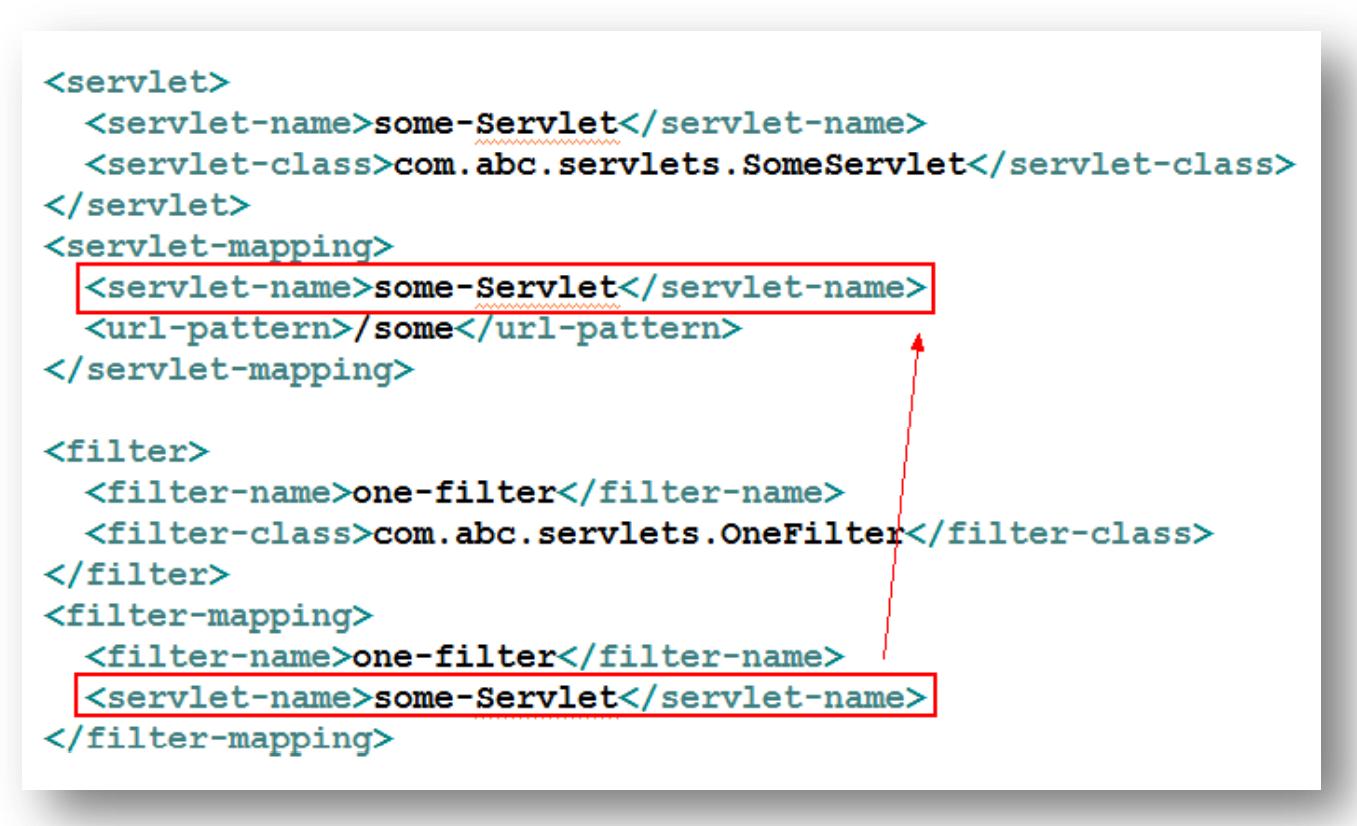 <servlet>
<servlet-name>some-Servlet</servlet-name>
<servlet-class>com.abc.servlets.SomeServlet</servlet-class>
</servlet>
<servlet-mapping>
<servlet-name>some-Servlet</servlet-name>
<url-pattern>/some</url-pattern>
</servlet-mapping>
<filter>
<filter-name>one-filter</filter-name>
<filter-class>com.abc.servlets.OneFilter</filter-class>
</filter>
<filter-mapping>
<filter-name>one-filter</filter-name>
<servlet-name>some-Servlet</servlet-name>
</filter-mapping>